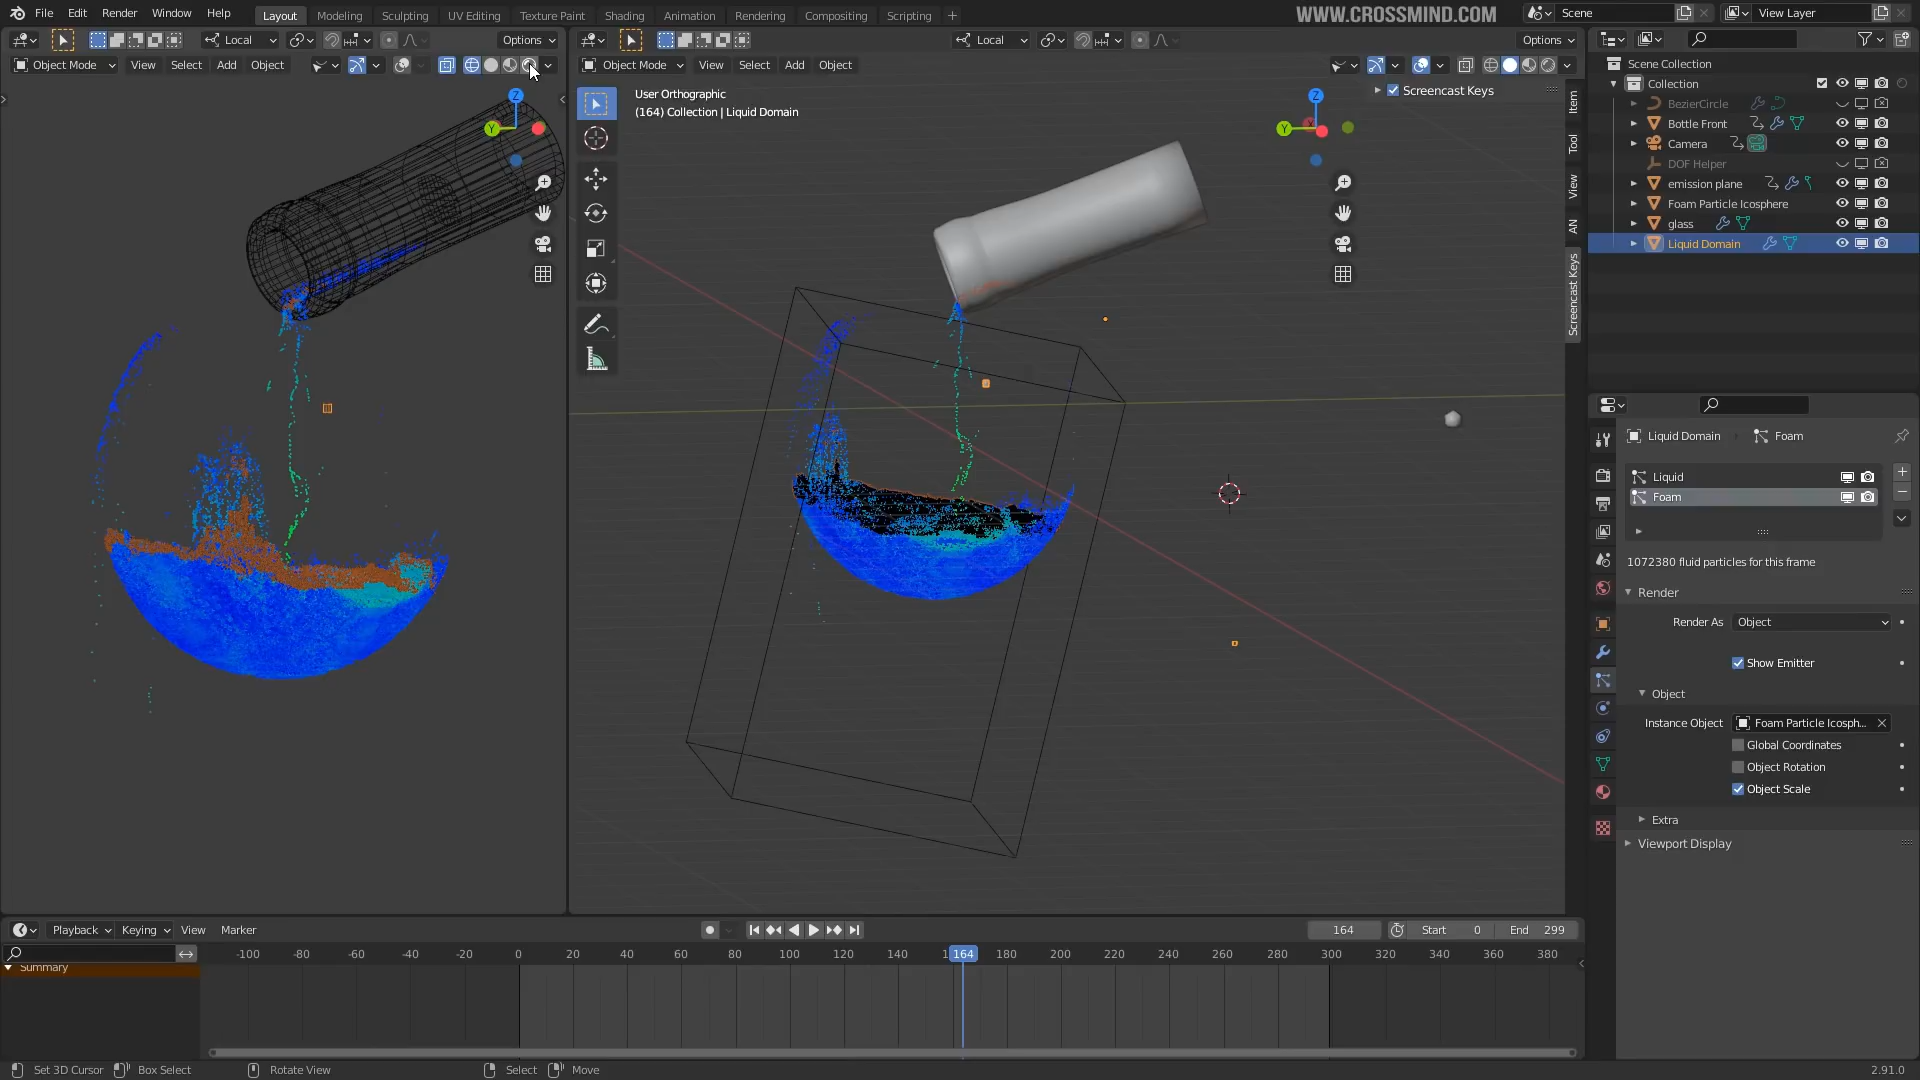 File Edit Render Window Help Layout Modeling Sculpting UV Editing Texture Paint Shading Animation Rendering Compositing Scripting +
WWW.CROSSMIND.COM
Scene
View Layer
Local
Options
Local
Options
Object Mode View Select Add Object
Object Mode View Select Add Object
Z
Y
User Orthographic
(164) Collection | Liquid Domain
Screencast Keys
Z
Y
Item
Tool
View
AN
Screencast Keys
Scene Collection
Collection
BezierCircle
Bottle Front
Camera
DOF Helper
emission plane
Foam Particle Icosphere
glass
Liquid Domain
Liquid Domain Foam
Liquid
Foam
1072380 fluid particles for this frame
Render
Render As Object
Show Emitter
Object
Instance Object Foam Particle Icosph...
Global Coordinates
Object Rotation
Object Scale
Extra
Viewport Display
Playback Keying View Marker
164 Start 0 End 299
-100 -80 -60 -40 -20 0 20 40 60 80 100 120 140 164 180 200 220 240 260 280 300 320 340 360 380
Summary
Set 3D Cursor Box Select Rotate View Select Move 2.91.0